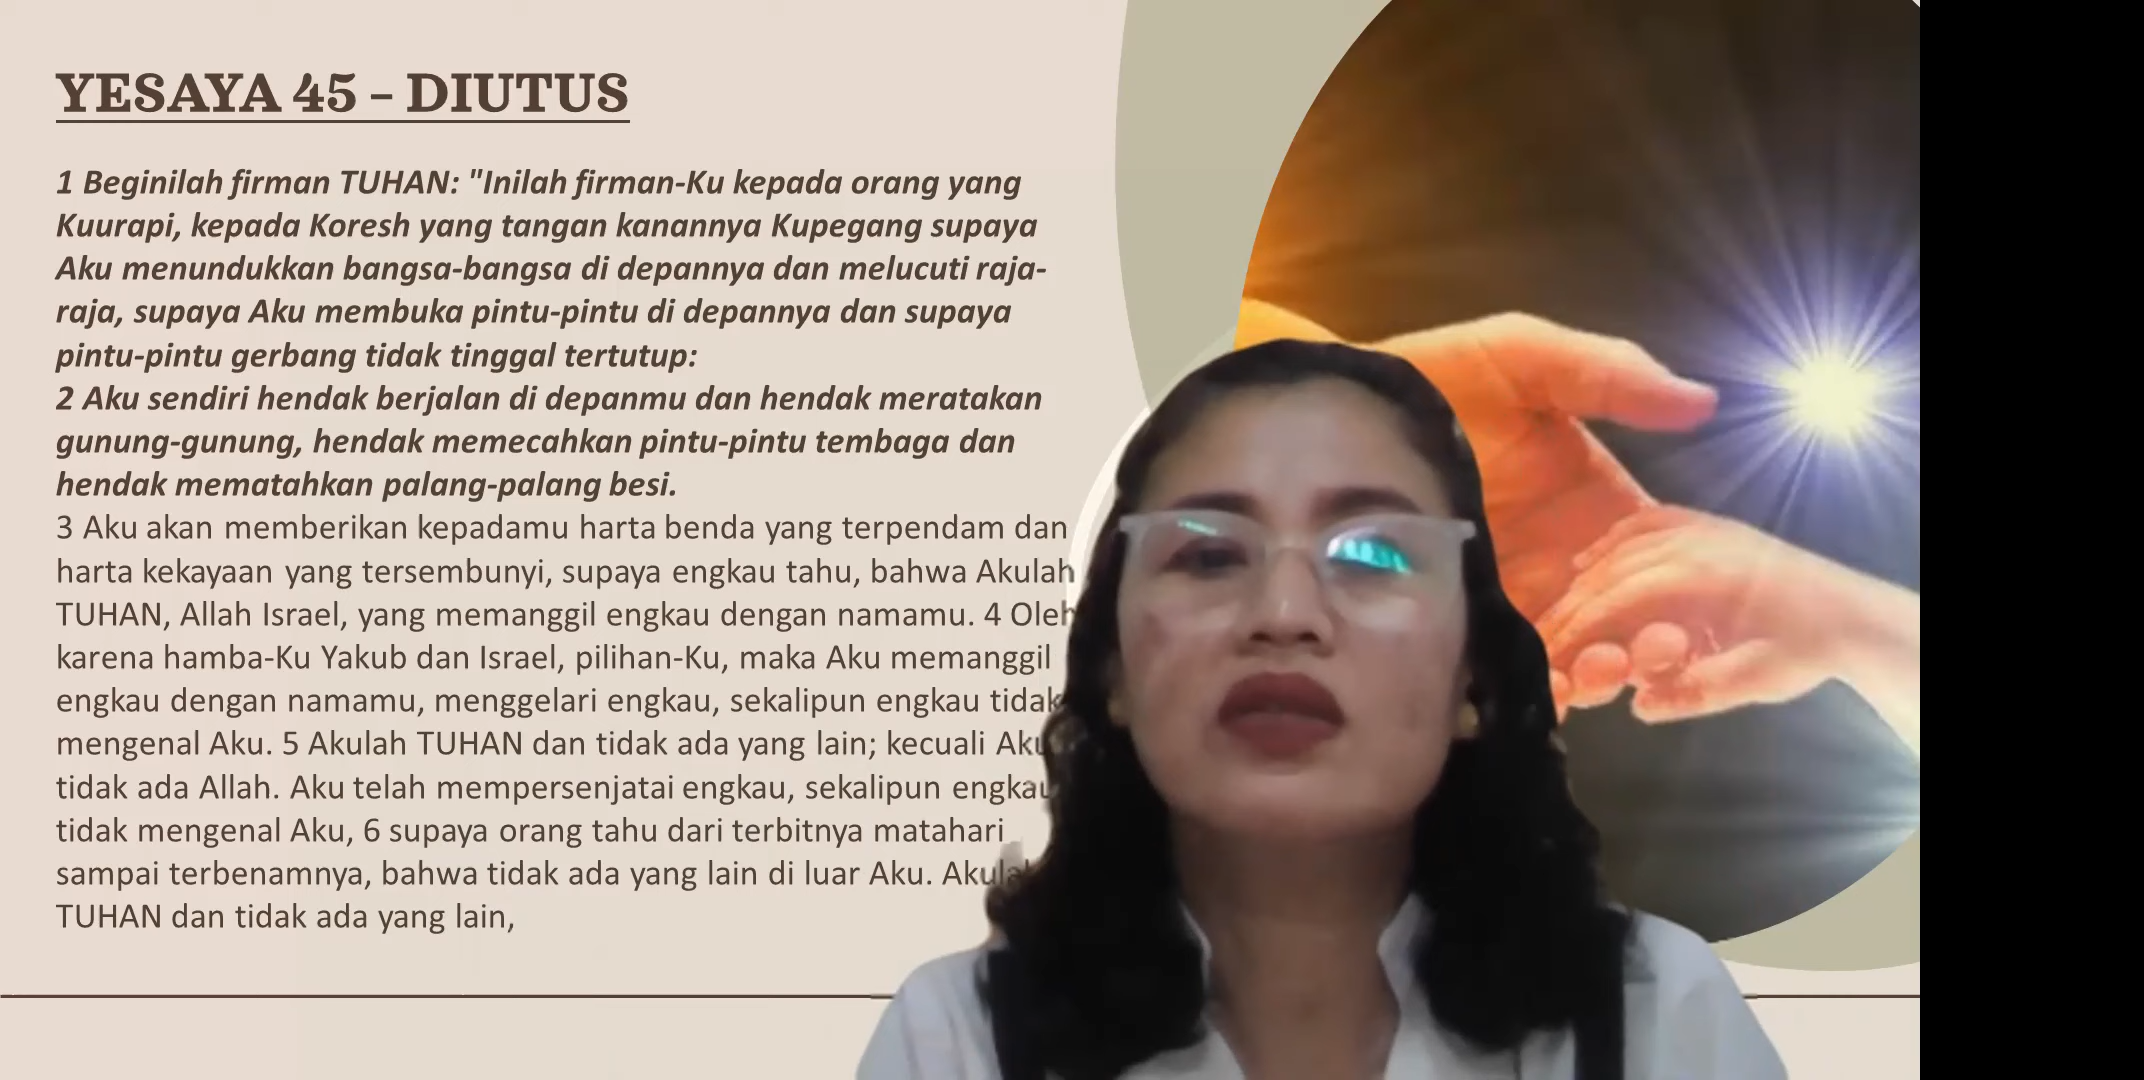 YESAYA 45 – DIUTUS
1 Beginilah firman TUHAN: "Inilah firman-Ku kepada orang yang
Kuurapi, kepada Koresh yang tangan kanannya Kupegang supaya
Aku menundukkan bangsa-bangsa di depannya dan melucuti raja-
raja, supaya Aku membuka pintu-pintu di depannya dan supaya
pintu-pintu gerbang tidak tinggal tertutup:
2 Aku sendiri hendak berjalan di depanmu dan hendak meratakan
gunung-gunung, hendak memecahkan pintu-pintu tembaga dan
hendak mematahkan palang-palang besi.
3 Aku akan memberikan kepadamu harta benda yang terpendam dan
harta kekayaan yang tersembunyi, supaya engkau tahu, bahwa Akulah
TUHAN, Allah Israel, yang memanggil engkau dengan namamu. 4 Oleh
karena hamba-Ku Yakub dan Israel, pilihan-Ku, maka Aku memanggil
engkau dengan namamu, menggelari engkau, sekalipun engkau tidak
mengenal Aku. 5 Akulah TUHAN dan tidak ada yang lain; kecuali Aku
tidak ada Allah. Aku telah mempersenjatai engkau, sekalipun engkau
tidak mengenal Aku, 6 supaya orang tahu dari terbitnya matahari
sampai terbenamnya, bahwa tidak ada yang lain di luar Aku. Akulah
TUHAN dan tidak ada yang lain,